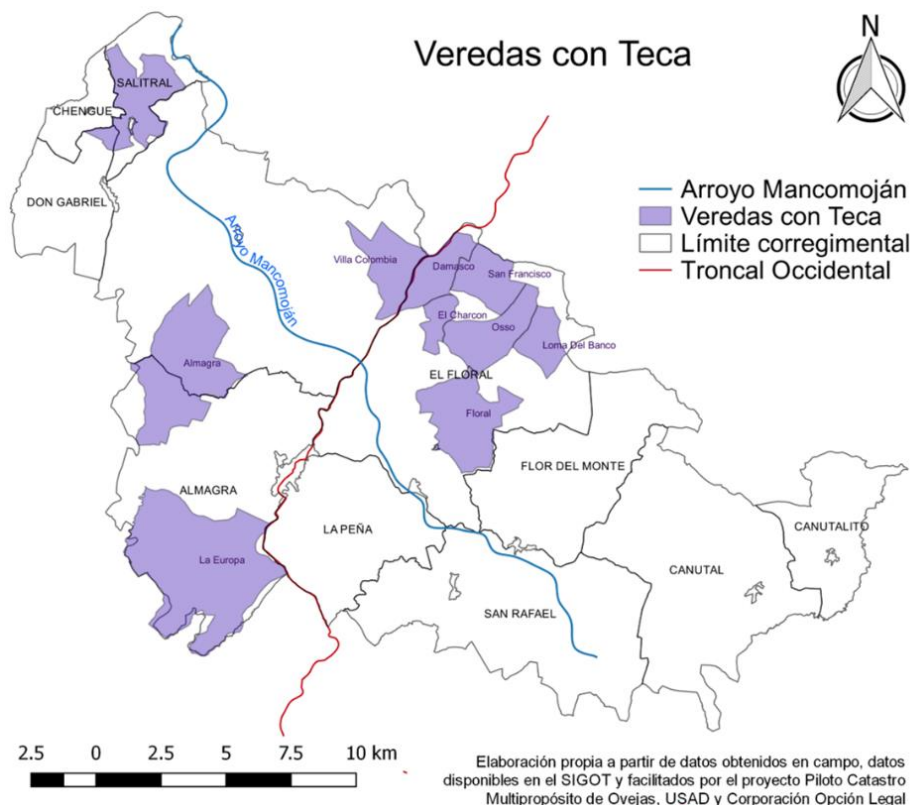 Veredas con Teca
N
SALITRAL
CHENGUE
DON GABRIEL
Arroyo Mancomoján
Arroyo Mancomoján
Veredas con Teca
Límite corregimental
Troncal Occidental
Villa Colombia
Damasco
San Francisco
El Charcon
Osso
Loma Del Banco
Almagra
EL FLORAL
Floral
FLOR DEL MONTE
ALMAGRA
LA PEÑA
CANUTALITO
La Europa
CANUTAL
SAN RAFAEL
2.5 0 2.5 5 7.5 10 km
Elaboración propia a partir de datos obtenidos en campo, datos
disponibles en el SIGOT y facilitados por el proyecto Piloto Catastro
Multipropósito de Ovejas, USAD y Corporación Opción Legal